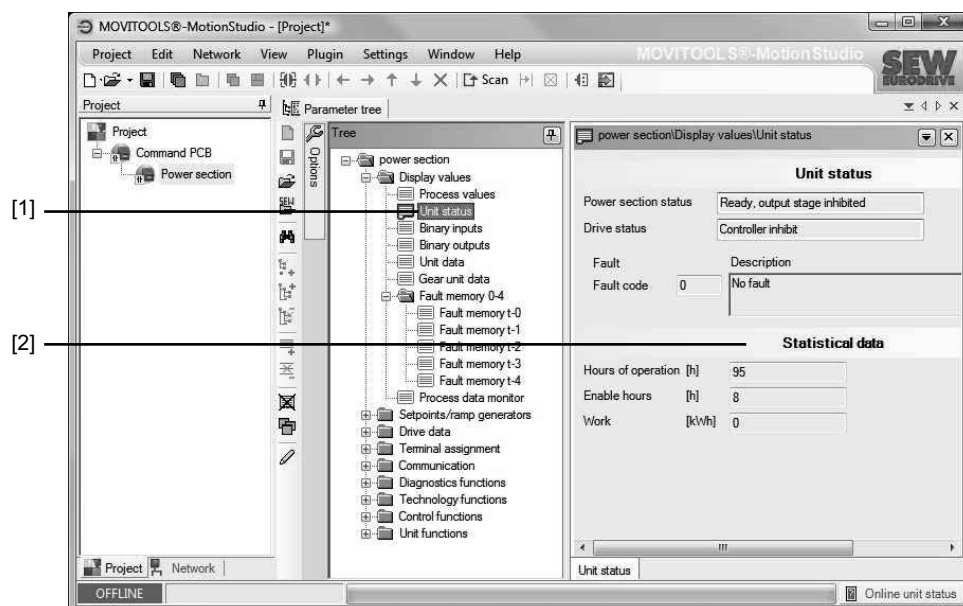 MOVITOOLS®-MotionStudio - [Project]*
Project Edit Network View Plugin Settings Window Help
MOVITOOLS®-MotionStudio
SEW
EURODRIVE
Scan
Project
Parameter tree
Project
Command PCB
Power section
Options
SEW
Tree
power section
Display values
Process values
[1]
Unit status
Binary inputs
Binary outputs
Unit data
Gear unit data
Fault memory 0-4
Fault memory t-0
Fault memory t-1
[2]
Fault memory t-2
Fault memory t-3
Fault memory t-4
Process data monitor
Setpoints/ramp generators
Drive data
Terminal assignment
Communication
Diagnostics functions
Technology functions
Control functions
Unit functions
power section\Display values\Unit status
Unit status
Power section status Ready, output stage inhibited
Drive status Controller inhibit
Fault Description
Fault code 0 No fault
Statistical data
Hours of operation [h] 95
Enable hours [h] 8
Work [kWh] 0
Project Network
Unit status
OFFLINE
Online unit status